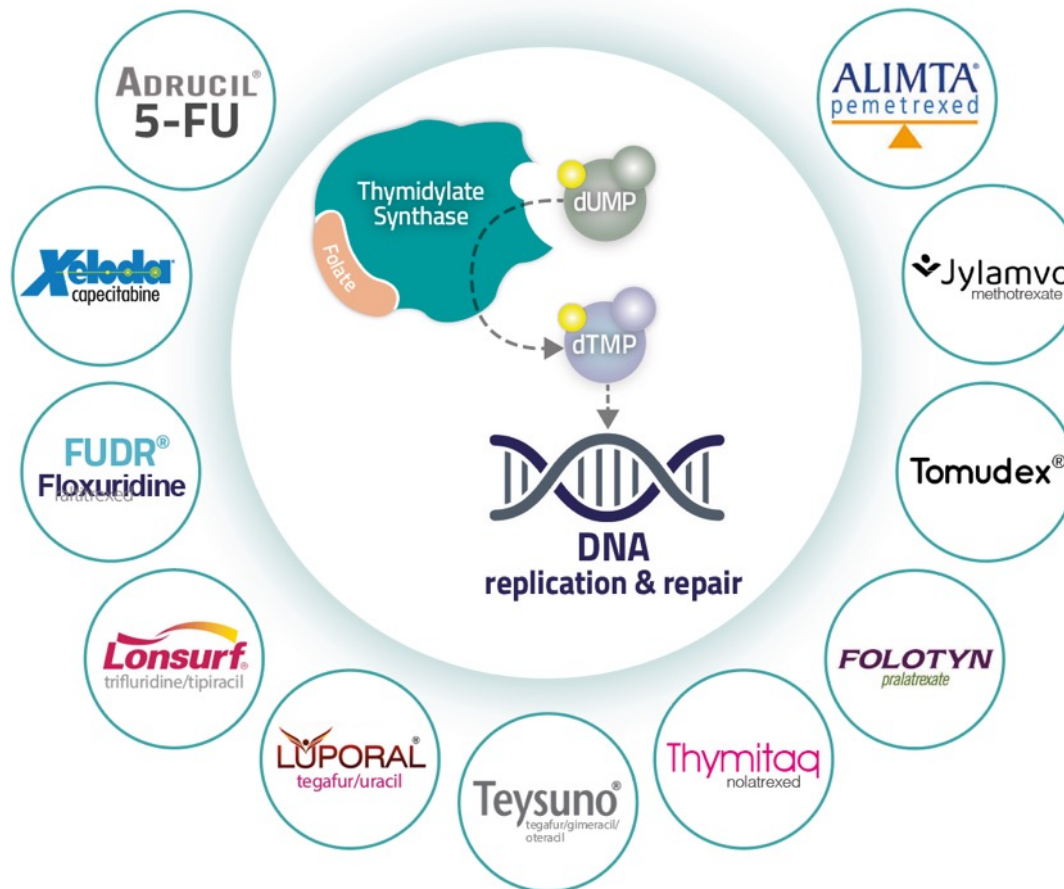 ADRUCIL®
5-FU
ALIMTA®
pemetrexed
Thymidylate
Synthase
Folate
dUMP
dTMP
DNA
replication & repair
Xeloda®
capecitabine
Jylamvo
methotrexate
FUDR®
Floxuridine
raltitrexed
Tomudex®
Lonsurf®
trifluridine/tipiracil
FOLOTYN
pralatrexate
LUPORAL®
tegafur/uracil
Thymitaq
nolatrexed
Teysuno®
tegafur/gimeracil/
oteracil